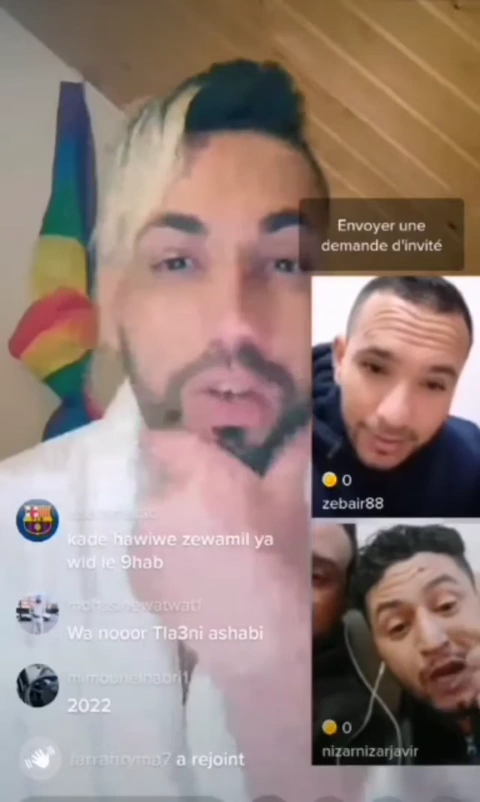 Envoyer une
demande d'invité
0
zebair88
kade hawiwe zewamil ya
wld le 9hab
Wa nooor Tla3ni ashabi
2022
0
nizarnizarjavir
a rejoint